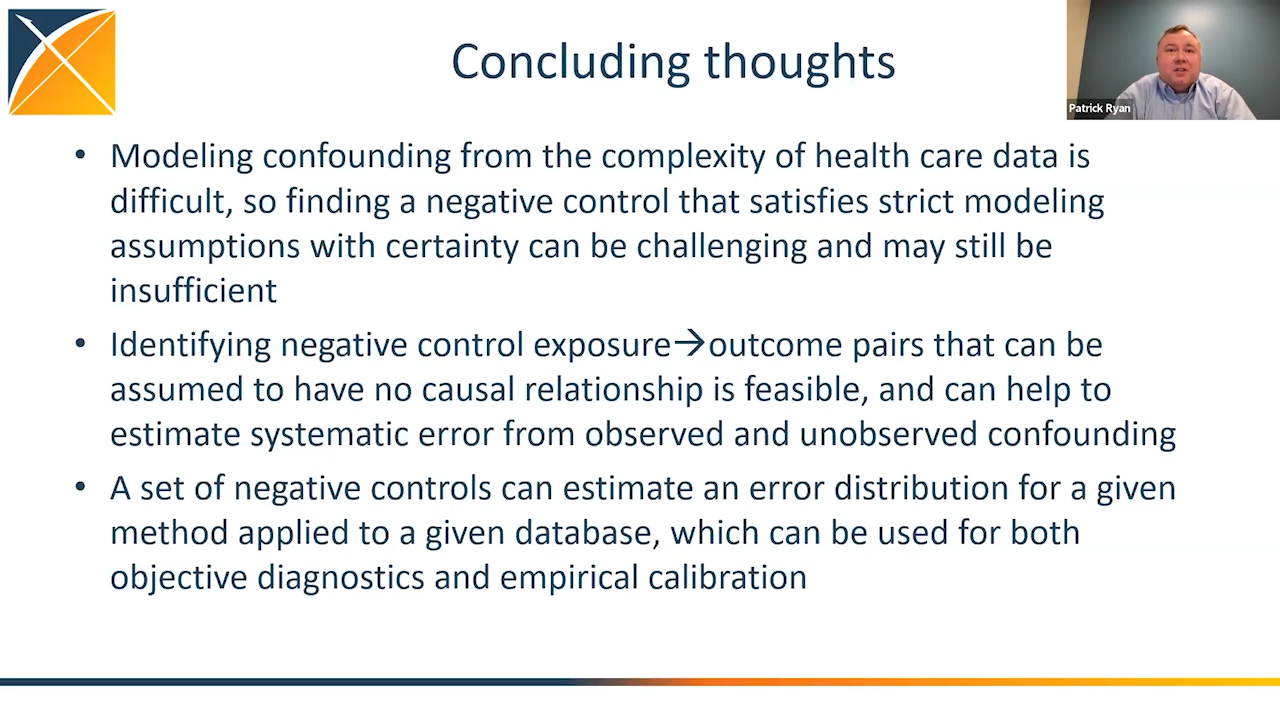 Concluding thoughts
Patrick Ryan
• Modeling confounding from the complexity of health care data is
difficult, so finding a negative control that satisfies strict modeling
assumptions with certainty can be challenging and may still be
insufficient
• Identifying negative control exposure→outcome pairs that can be
assumed to have no causal relationship is feasible, and can help to
estimate systematic error from observed and unobserved confounding
• A set of negative controls can estimate an error distribution for a given
method applied to a given database, which can be used for both
objective diagnostics and empirical calibration